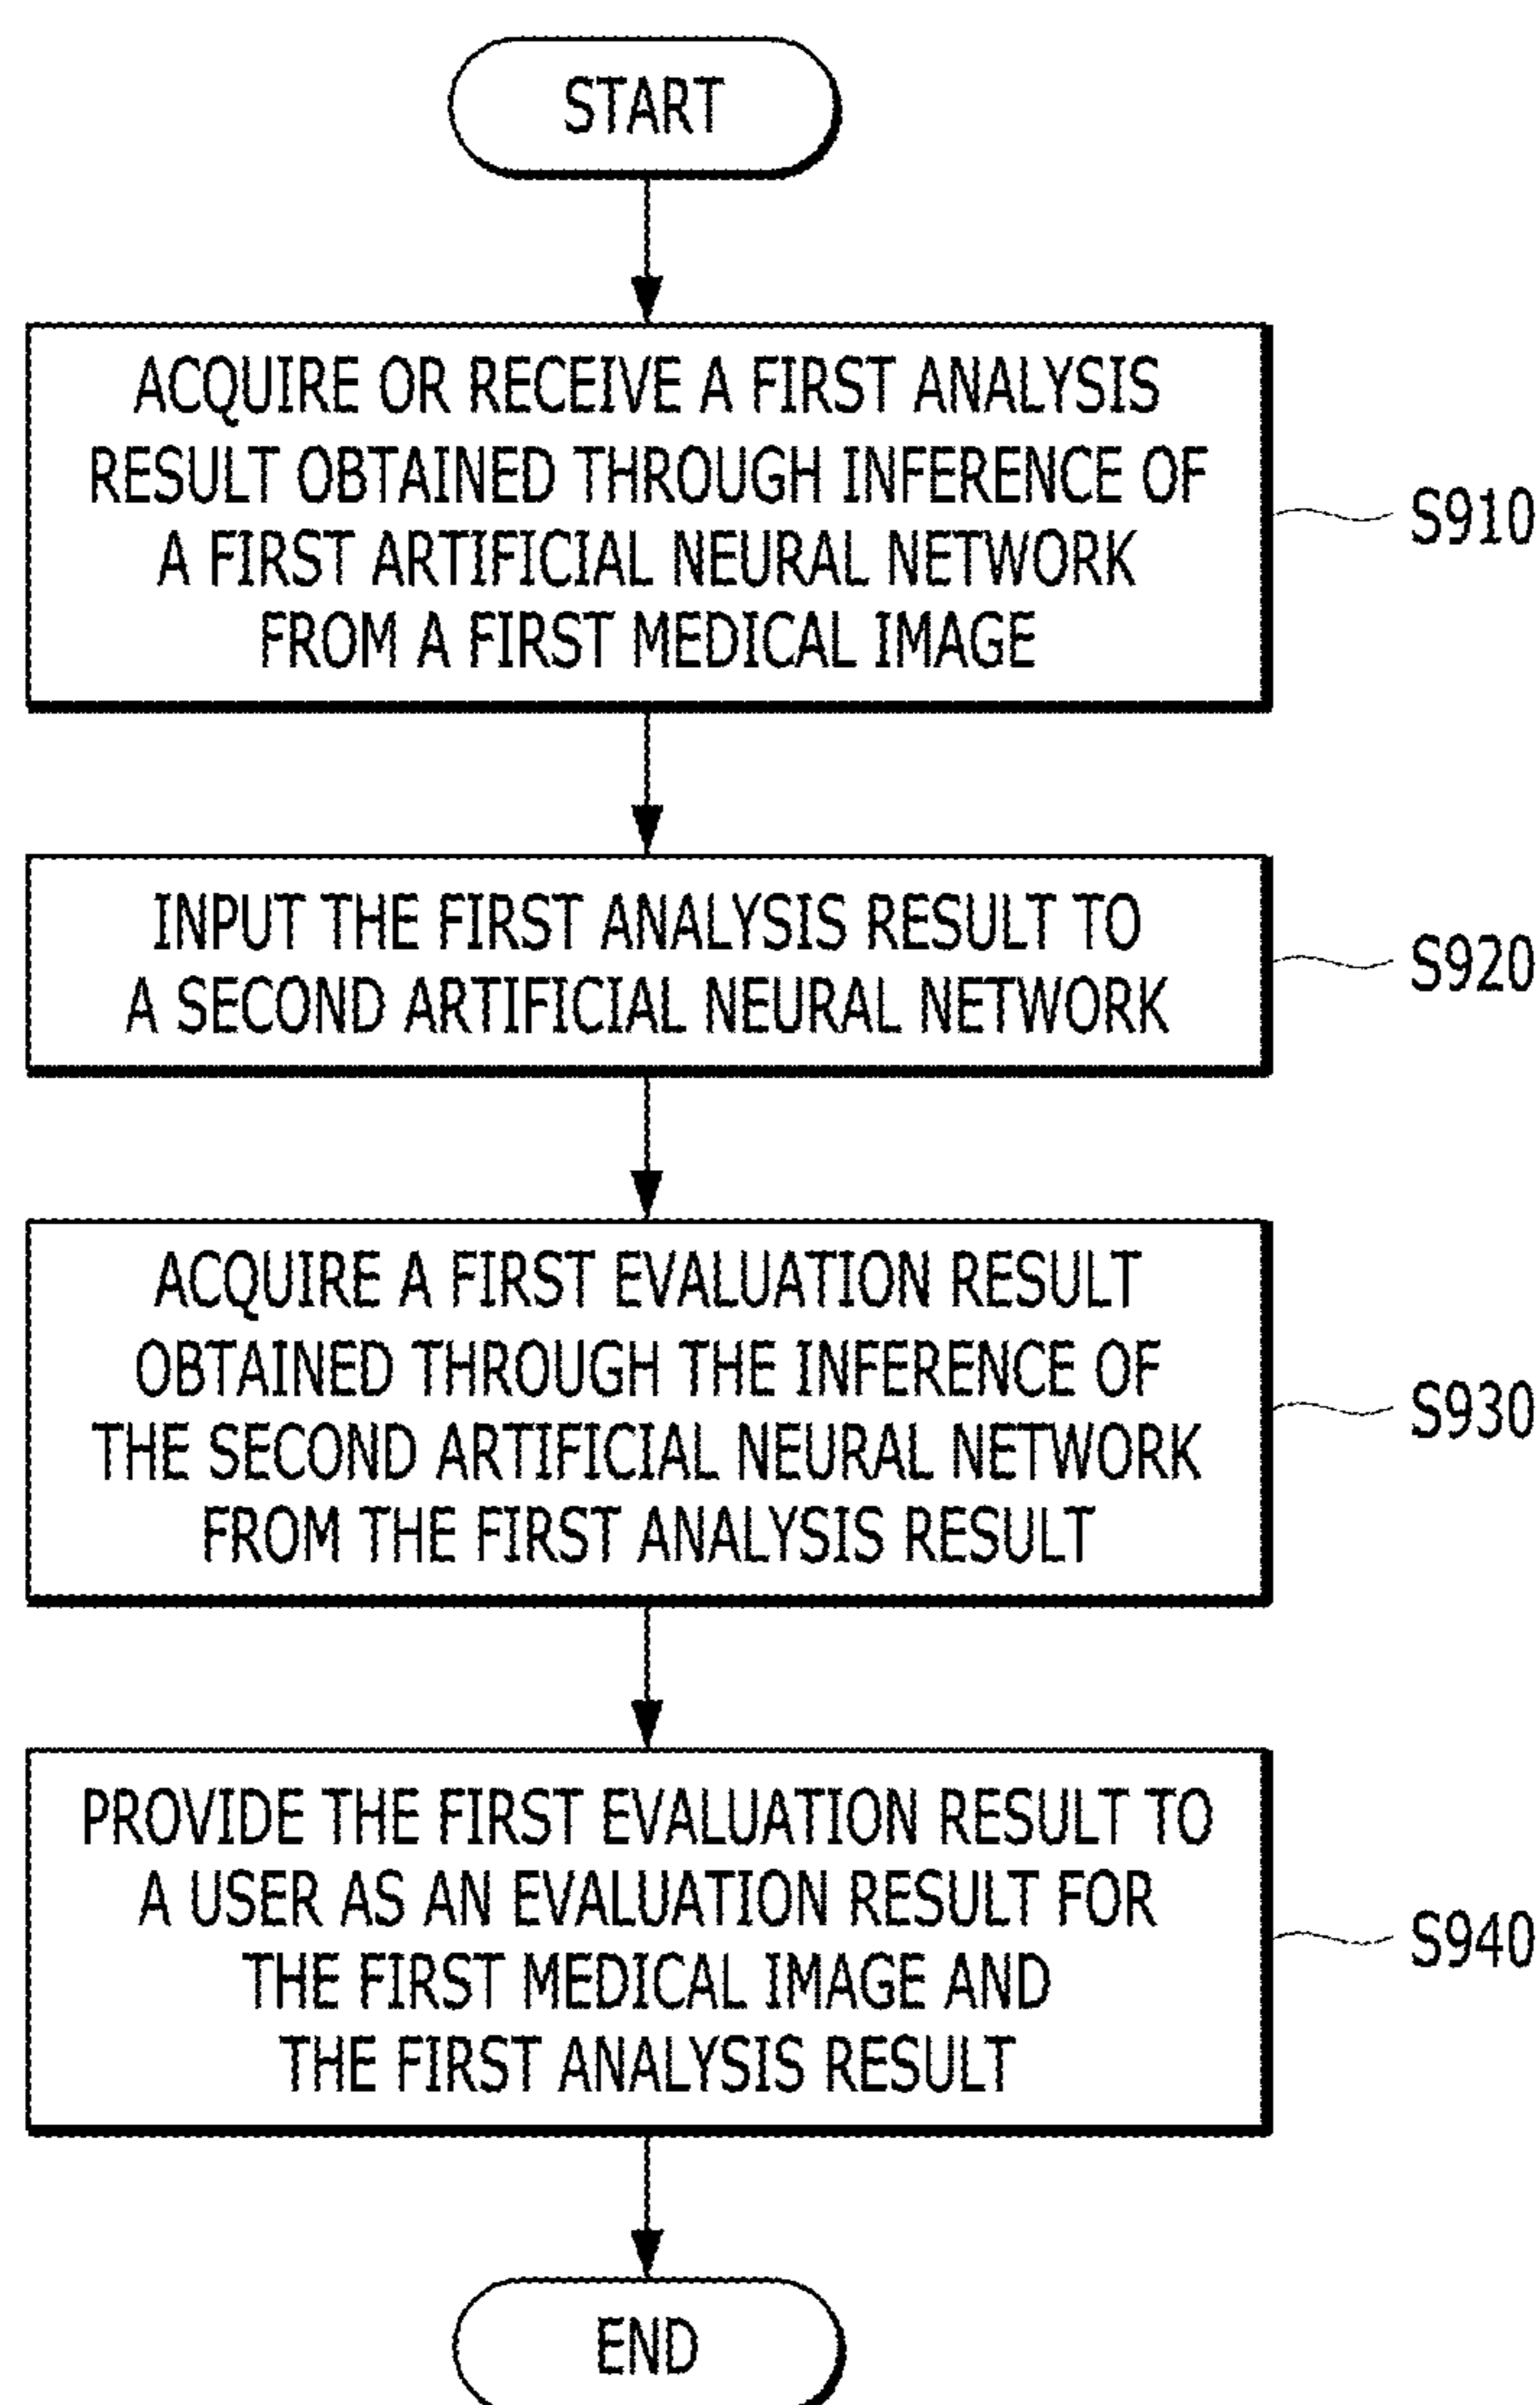 START
ACQUIRE OR RECEIVE A FIRST ANALYSIS
RESULT OBTAINED THROUGH INFERENCE OF
A FIRST ARTIFICIAL NEURAL NETWORK
FROM A FIRST MEDICAL IMAGE
S910
INPUT THE FIRST ANALYSIS RESULT TO
A SECOND ARTIFICIAL NEURAL NETWORK
S920
ACQUIRE A FIRST EVALUATION RESULT
OBTAINED THROUGH THE INFERENCE OF
THE SECOND ARTIFICIAL NEURAL NETWORK
FROM THE FIRST ANALYSIS RESULT
S930
PROVIDE THE FIRST EVALUATION RESULT TO
A USER AS AN EVALUATION RESULT FOR
THE FIRST MEDICAL IMAGE AND
THE FIRST ANALYSIS RESULT
S940
END